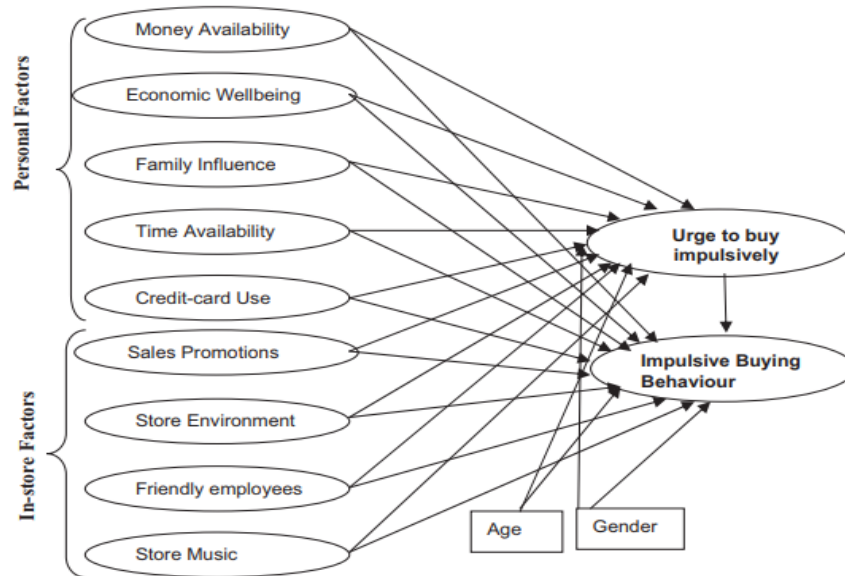 Personal Factors
Money Availability
Economic Wellbeing
Family Influence
Time Availability
Credit-card Use
In-store Factors
Sales Promotions
Store Environment
Friendly employees
Store Music
Urge to buy
impulsively
Impulsive Buying
Behaviour
Age
Gender